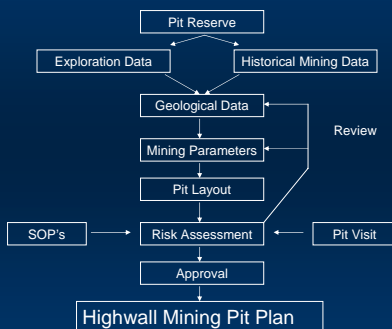 Pit Reserve
Exploration Data
Historical Mining Data
Geological Data
Review
Mining Parameters
Pit Layout
SOP's
Risk Assessment
Pit Visit
Approval
Highwall Mining Pit Plan